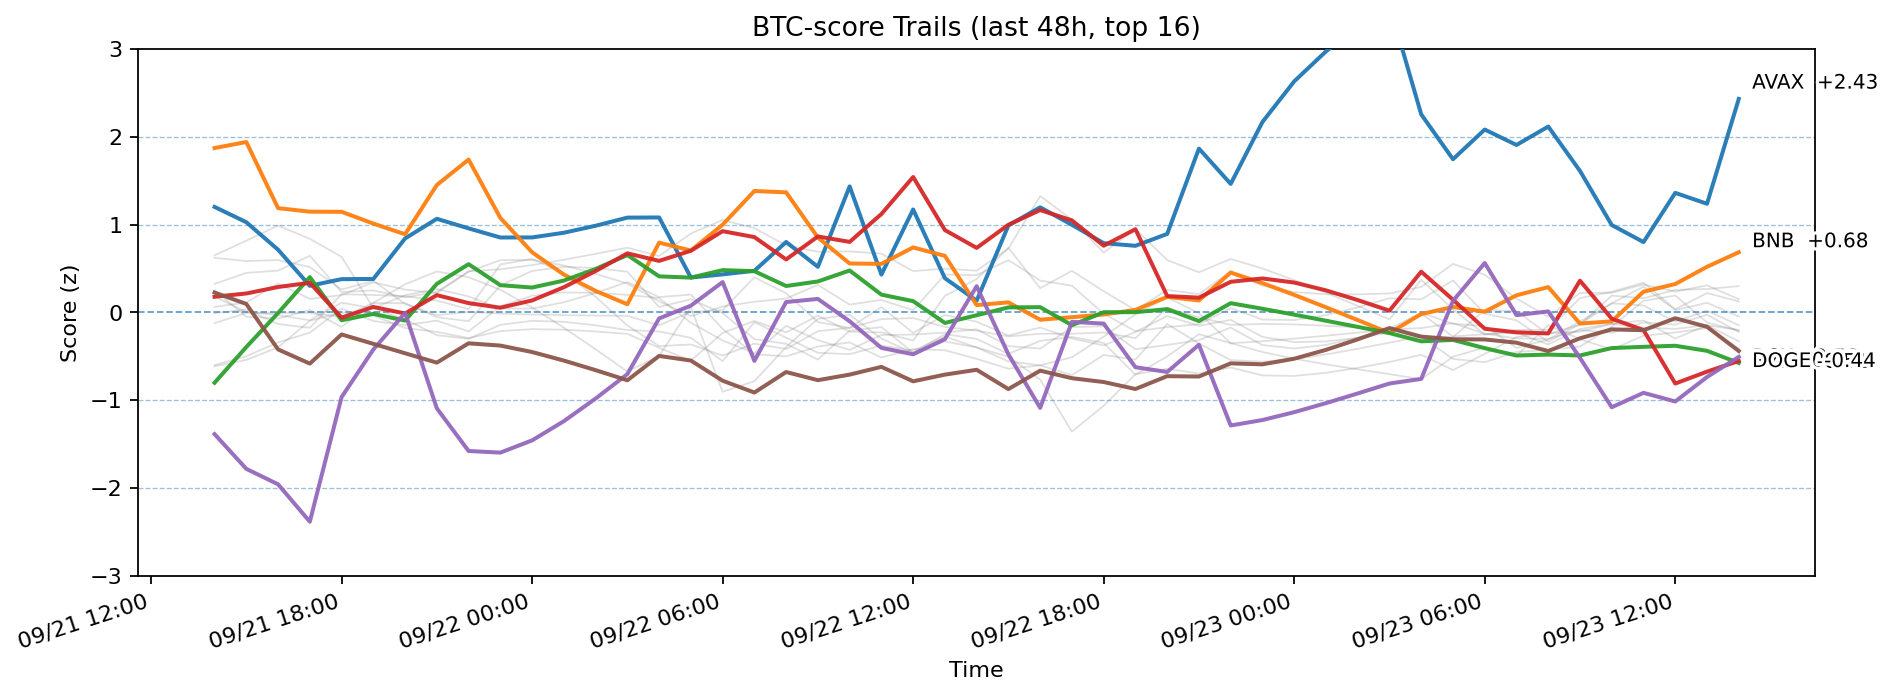 BTC-score Trails (last 48h, top 16)
Score (z)
3
2
1
0
−1
−2
−3
AVAX +2.43
BNB +0.68
DOGE -0.44
09/21 12:00
09/21 18:00
09/22 00:00
09/22 06:00
09/22 12:00
09/22 18:00
09/23 00:00
09/23 06:00
09/23 12:00
Time